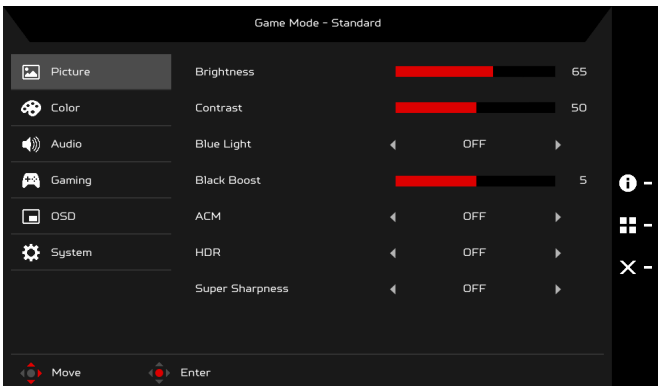 Game Mode - Standard
Picture
Brightness 65
Color
Contrast 50
Audio
Blue Light OFF
Gaming
Black Boost 5
OSD
ACM OFF
System
HDR OFF
Super Sharpness OFF
Move Enter